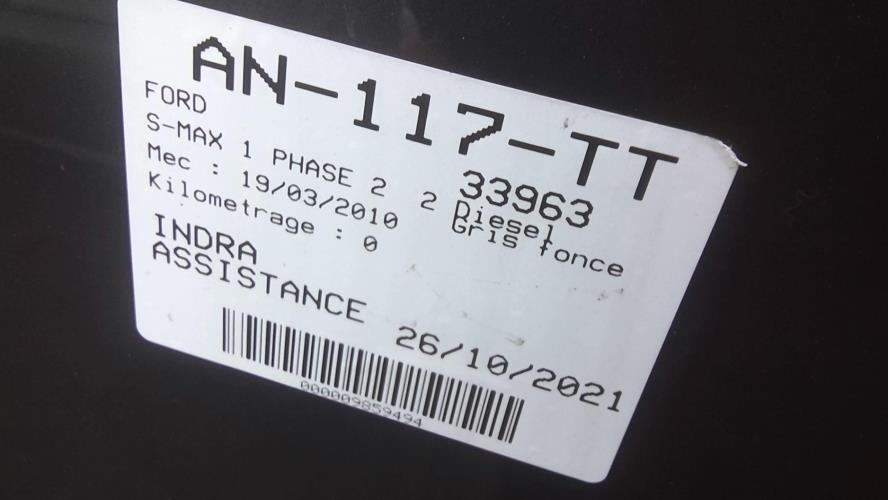 AN-117-TT
FORD 33963
S-MAX 1 PHASE 2 2 Diesel
Mec : 19/03/2010 Gris fonce
Kilometrage : 0
INDRA
ASSISTANCE 26/10/2021
000009859494